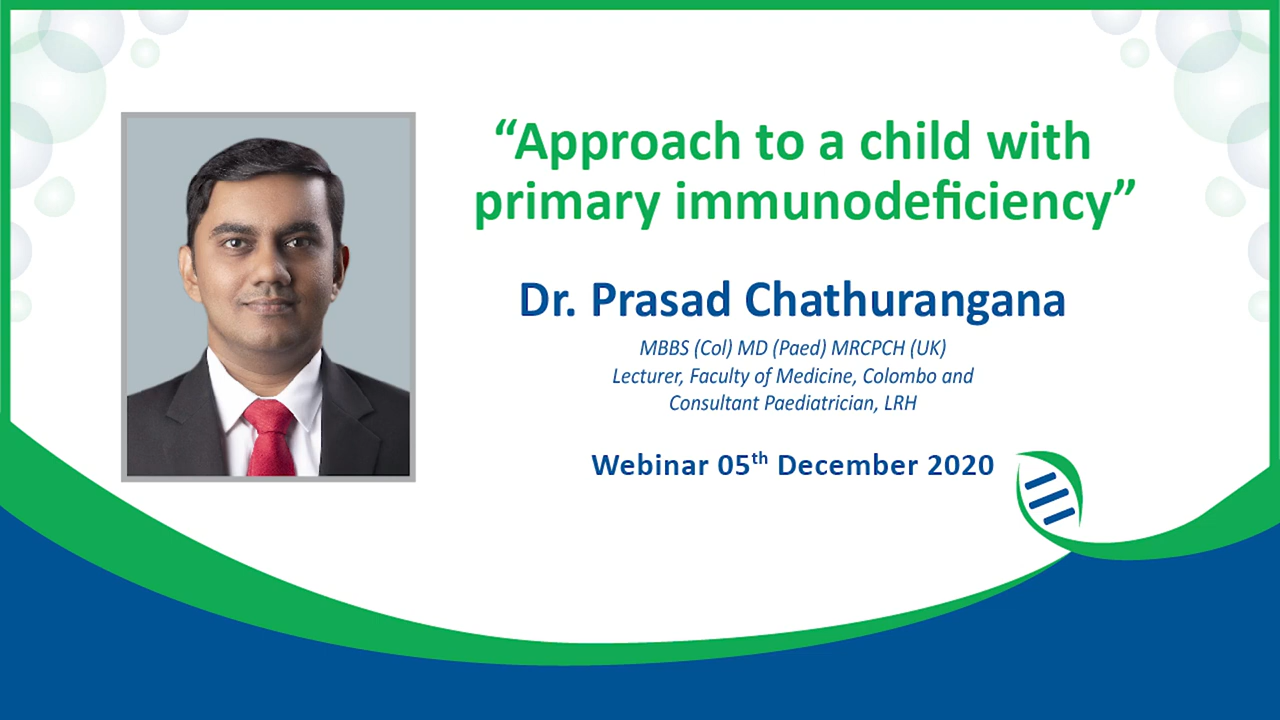 “Approach to a child with
primary immunodeficiency”
Dr. Prasad Chathurangana
MBBS (Col) MD (Paed) MRCPCH (UK)
Lecturer, Faculty of Medicine, Colombo and
Consultant Paediatrician, LRH
Webinar 05th December 2020